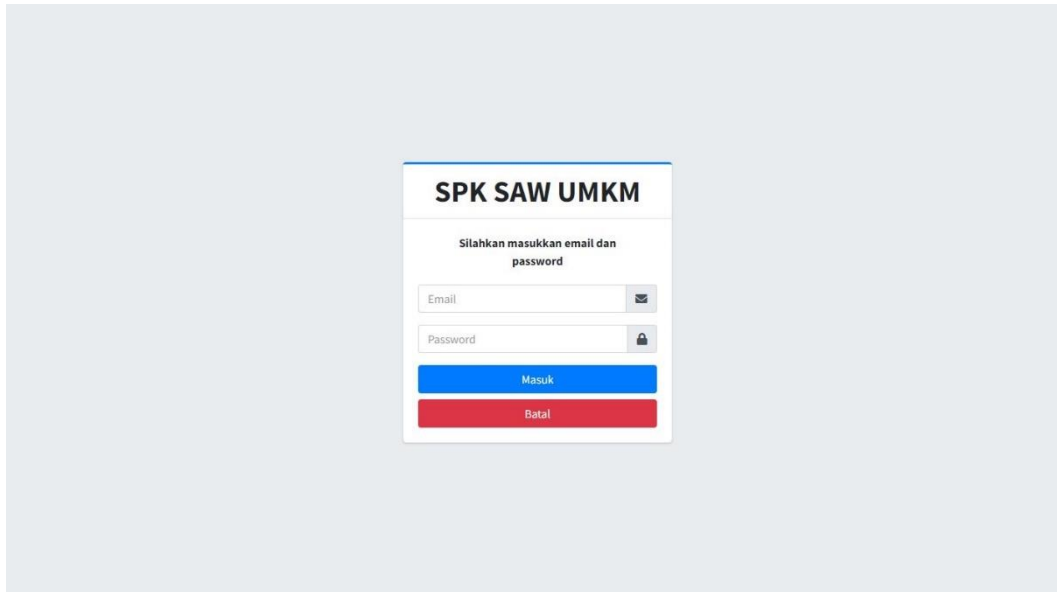 SPK SAW UMKM
Silahkan masukkan email dan
password
Email
Password
Masuk
Batal